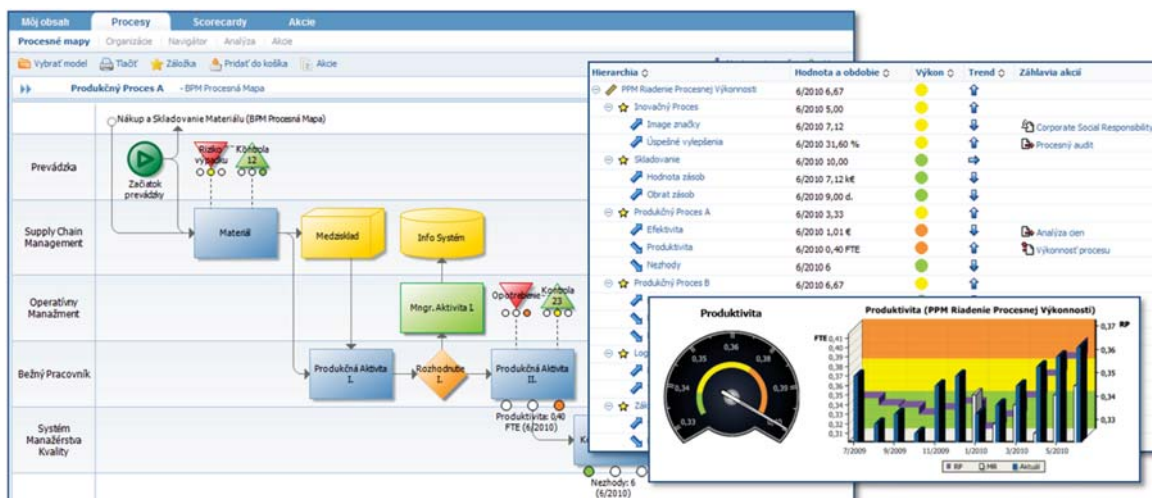 Môj obsah Procesy Scorecardy Akcie
Procesné mapy Organizácie Navigátor Analýza Akcie
Vybrať model Tlačiť Záložka Pridať do košíka Akcie
Produkčný Proces A - BPM Procesná Mapa
Nákup a Skladovanie Materiálu (BPM Procesná Mapa)
Prevádzka
Začiatok
prevádzky
Riziko
výpadku
Kontrola
12
Supply Chain
Management
Materiál
Medzisklad
Info Systém
Operatívny
Manažment
Mngr. Aktivita I.
Opotrebenie
Kontrola
23
Bežný Pracovník
Produkčná Aktivita
I.
Rozhodnutie
I.
Produkčná Aktivita
II.
Produktivita: 0,40
FTE (6/2010)
Systém
Manažérstva
Kvality
Nezhody: 6
(6/2010)
Hierarchia Hodnota a obdobie Výkon Trend Záhlavia akcií
PPM Riadenie Procesnej Výkonnosti 6/2010 6,67
Inovačný Proces 6/2010 5,00
Image značky 6/2010 7,12 Corporate Social Responsibility
Úspešné vylepšenia 6/2010 31,60 % Procesný audit
Skladovanie 6/2010 10,00
Hodnota zásob 6/2010 7,12 k€
Obrat zásob 6/2010 9,00 d.
Produkčný Proces A 6/2010 3,33
Efektivita 6/2010 1,01 € Analýza cien
Produktivita 6/2010 0,40 FTE Výkonnosť procesu
Nezhody 6/2010 6
Produkčný Proces B 6/2010 6,67
Produktivita
0,33
0,34
0,35
0,36
0,38
0,39
0,40
Produktivita (PPM Riadenie Procesnej Výkonnosti)
FTE
0,41
0,40
0,39
0,38
0,37
0,36
0,35
0,34
0,33
0,32
0,31
0,37 RP
0,36
0,35
0,34
0,33
7/2009 9/2009 11/2009 1/2010 3/2010 5/2010
RP MR Aktuál